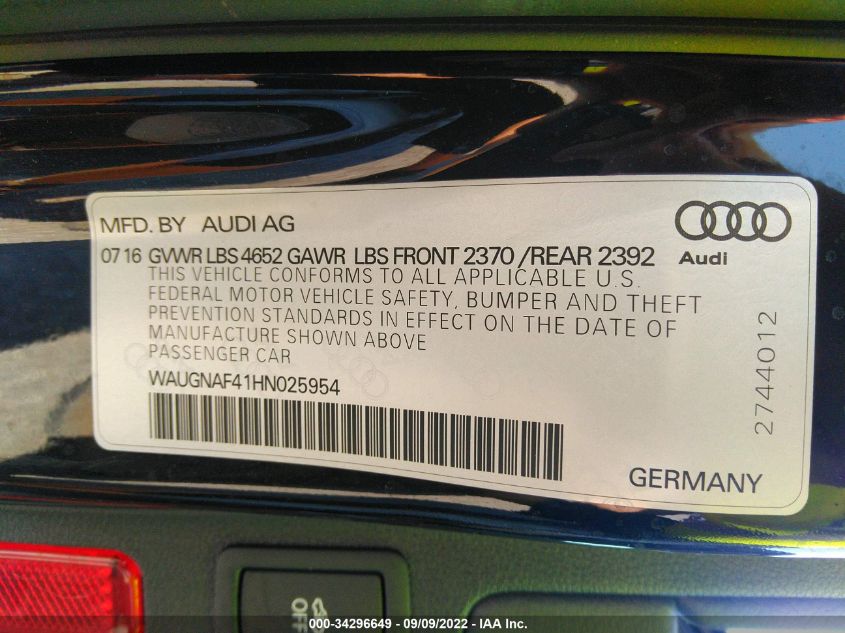 MFD. BY AUDI AG
07 16 GVWR LBS 4652 GAWR LBS FRONT 2370 /REAR 2392
Audi
THIS VEHICLE CONFORMS TO ALL APPLICABLE U.S.
FEDERAL MOTOR VEHICLE SAFETY, BUMPER AND THEFT
PREVENTION STANDARDS IN EFFECT ON THE DATE OF
MANUFACTURE SHOWN ABOVE
PASSENGER CAR
WAUGNAF41HN025954
2744012
GERMANY
OFF
000-34296649 - 09/09/2022 - IAA Inc.